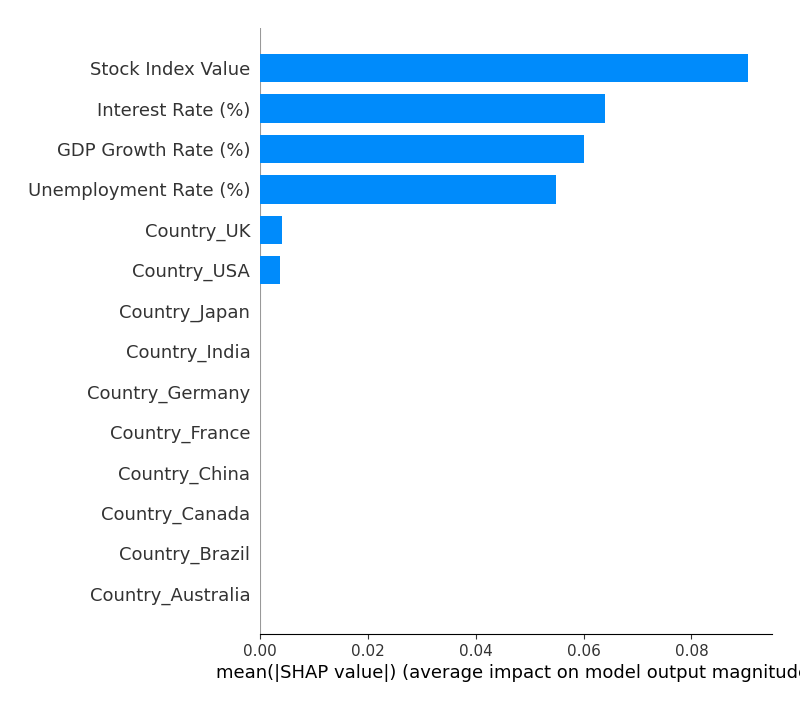 Stock Index Value
Interest Rate (%)
GDP Growth Rate (%)
Unemployment Rate (%)
Country_UK
Country_USA
Country_Japan
Country_India
Country_Germany
Country_France
Country_China
Country_Canada
Country_Brazil
Country_Australia
0.00 0.02 0.04 0.06 0.08
mean(|SHAP value|) (average impact on model output magnitude